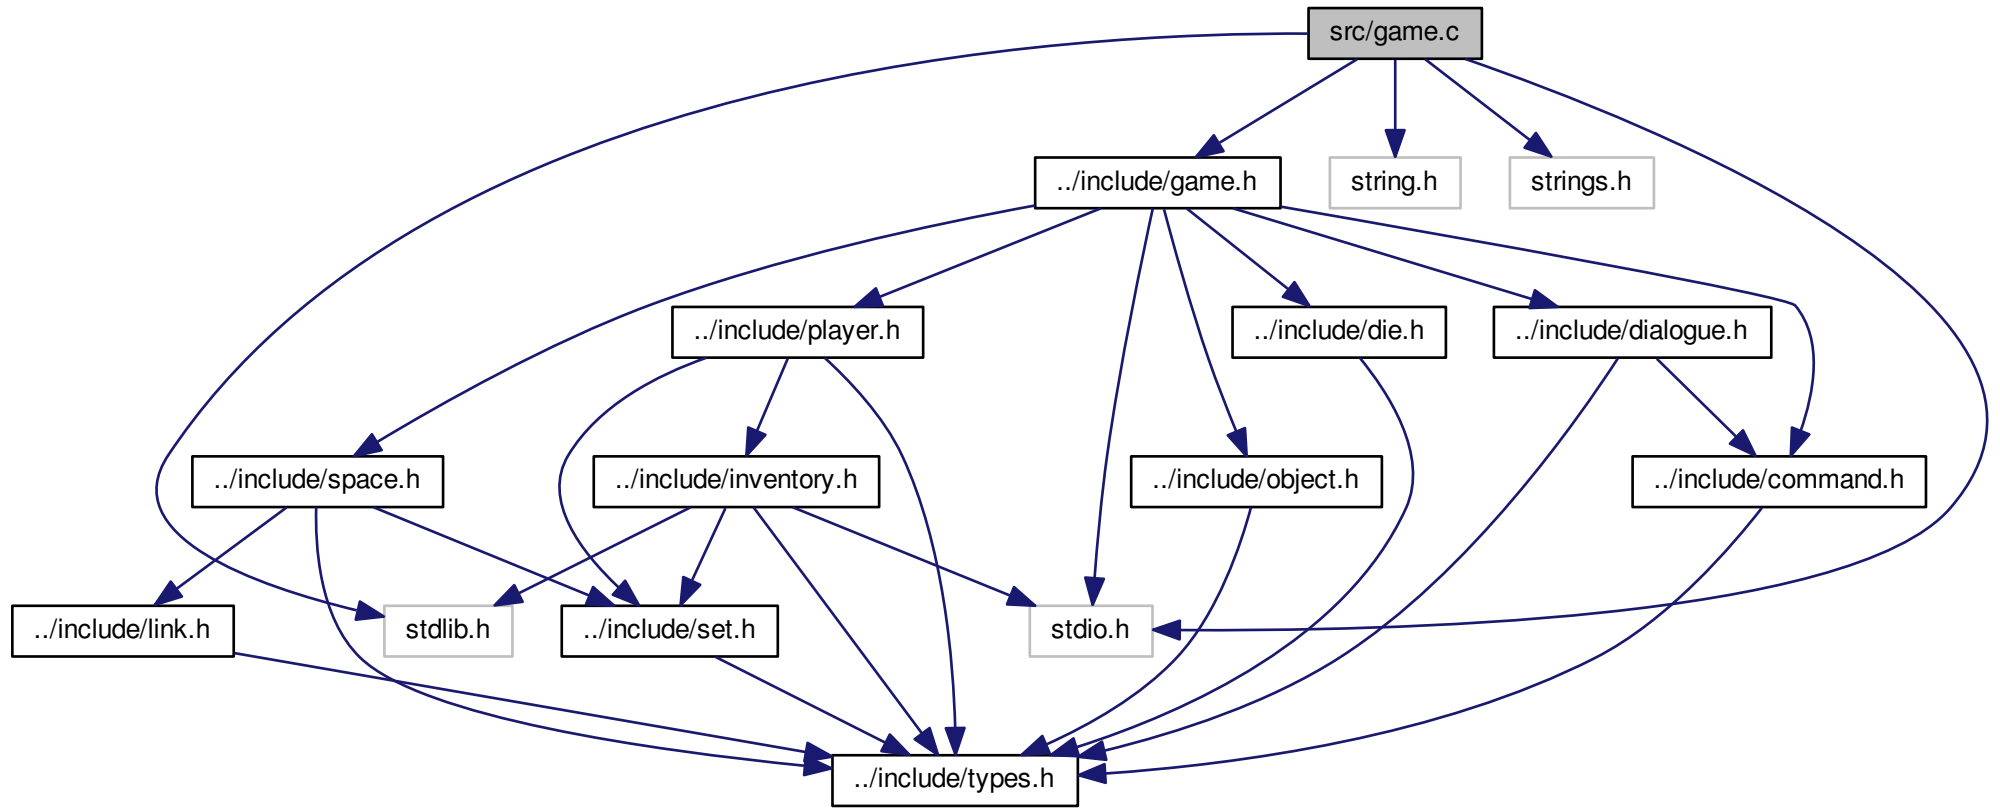 src/game.c
../include/game.h
string.h
strings.h
../include/player.h
../include/die.h
../include/dialogue.h
../include/space.h
../include/inventory.h
../include/object.h
../include/command.h
../include/link.h
stdlib.h
../include/set.h
stdio.h
../include/types.h